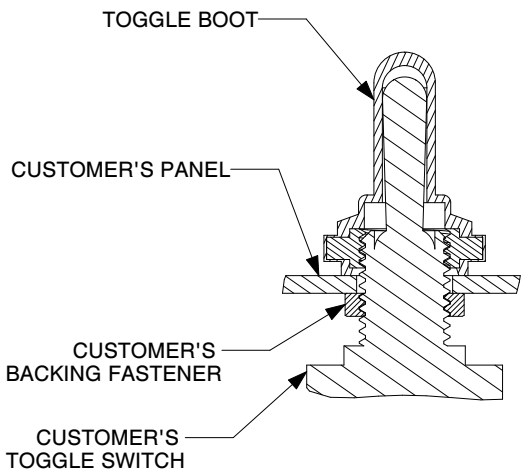 TOGGLE BOOT
CUSTOMER'S PANEL
CUSTOMER'S
BACKING FASTENER
CUSTOMER'S
TOGGLE SWITCH